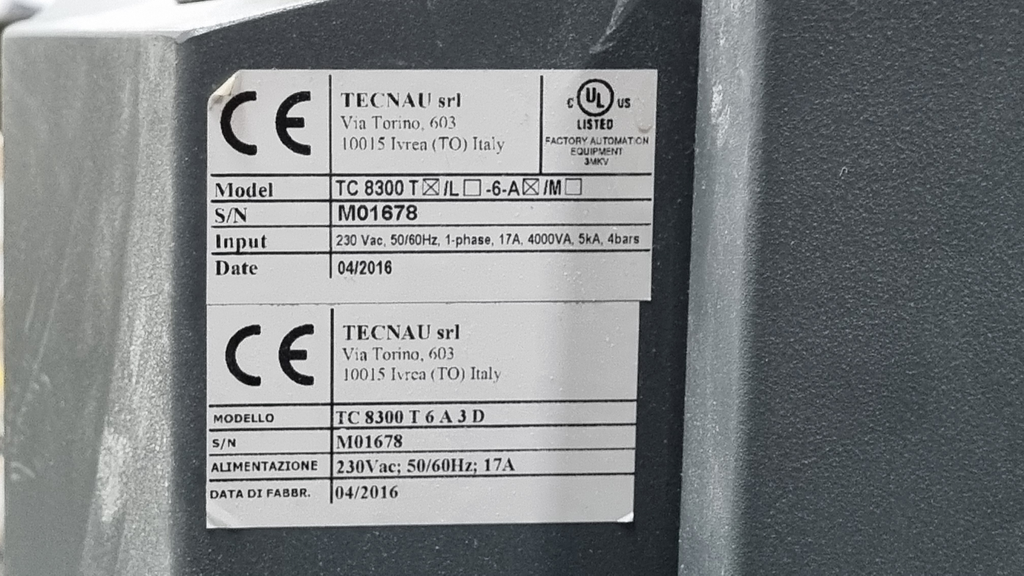 CE
TECNAU srl
Via Torino, 603
10015 Ivrea (TO) Italy
C UL US
LISTED
FACTORY AUTOMATION
EQUIPMENT
3MKV
Model TC 8300 T☒/L☐-6-A☒/M☐
S/N M01678
Input 230 Vac, 50/60Hz, 1-phase, 17A, 4000VA, 5kA, 4bars
Date 04/2016
CE
TECNAU srl
Via Torino, 603
10015 Ivrea (TO) Italy
MODELLO TC 8300 T 6 A 3 D
S/N M01678
ALIMENTAZIONE 230Vac; 50/60Hz; 17A
DATA DI FABBR. 04/2016